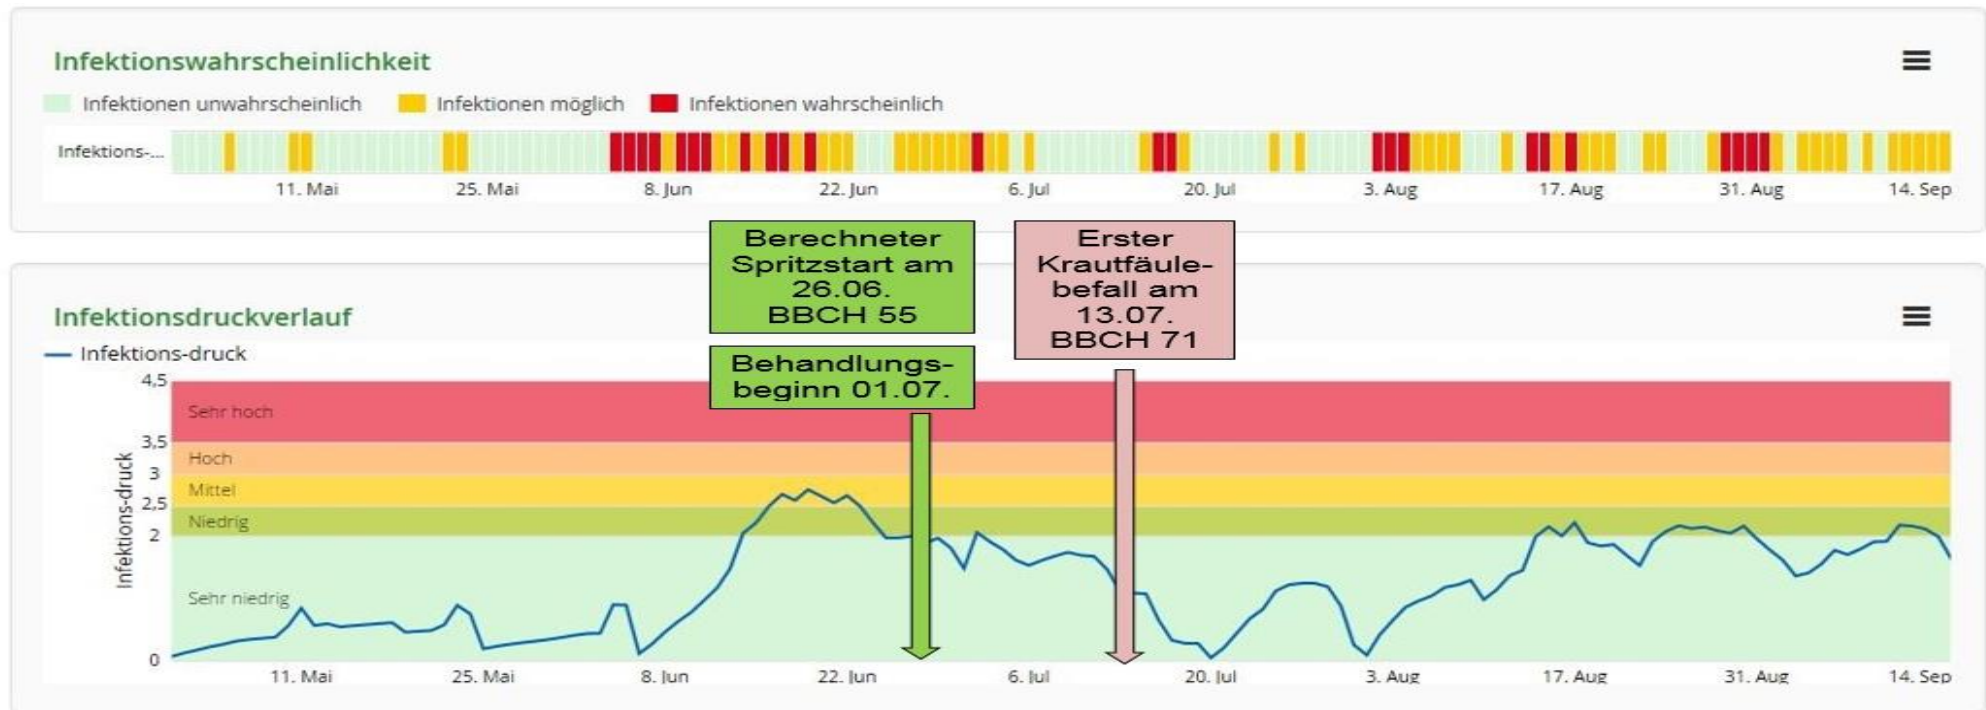 Infektionswahrscheinlichkeit
Infektionen unwahrscheinlich Infektionen möglich Infektionen wahrscheinlich
Infektions-...
11. Mai 25. Mai 8. Jun 22. Jun 6. Jul 20. Jul 3. Aug 17. Aug 31. Aug 14. Sep
Berechneter
Spritzstart am
26.06.
BBCH 55
Behandlungs-
beginn 01.07.
Erster
Krautfäule-
befall am
13.07.
BBCH 71
Infektionsdruckverlauf
Infektions-druck
Infektions-druck
4,5
Sehr hoch
3,5
Hoch
3
Mittel
2,5
Niedrig
2
Sehr niedrig
0
11. Mai 25. Mai 8. Jun 22. Jun 6. Jul 20. Jul 3. Aug 17. Aug 31. Aug 14. Sep